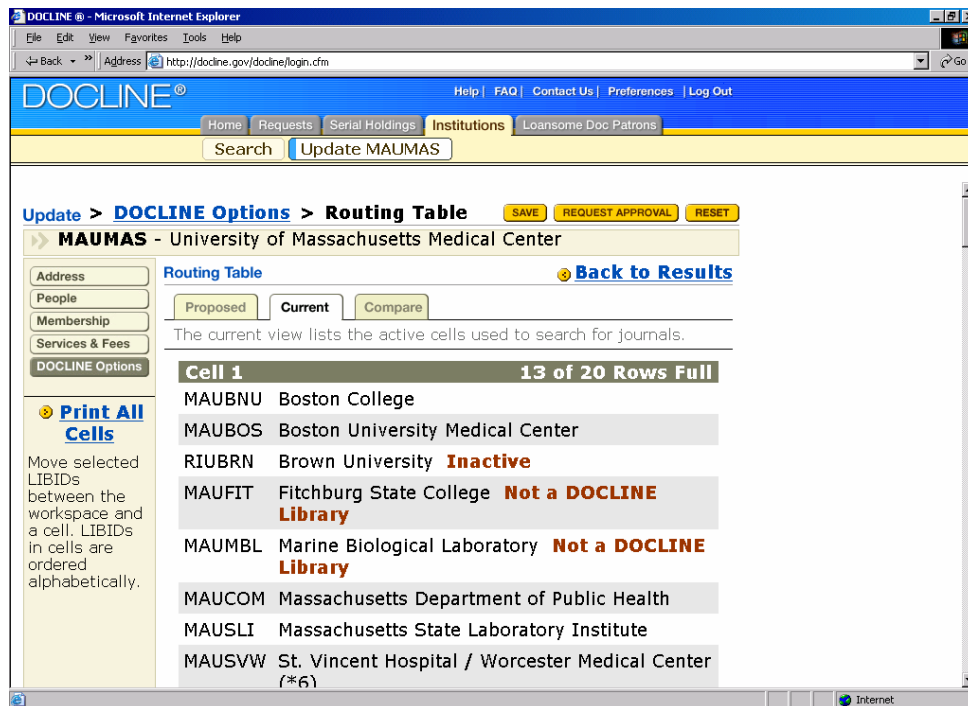 DOCLINE ® - Microsoft Internet Explorer
File Edit View Favorites Tools Help
Back » Address http://docline.gov/docline/login.cfm Go
DOCLINE®
Help | FAQ | Contact Us | Preferences | Log Out
Home Requests Serial Holdings Institutions Loansome Doc Patrons
Search Update MAUMAS
Update > DOCLINE Options > Routing Table SAVE REQUEST APPROVAL RESET
MAUMAS - University of Massachusetts Medical Center
Address
People
Membership
Services & Fees
DOCLINE Options
Print All
Cells
Move selected
LIBIDs
between the
workspace and
a cell. LIBIDs
in cells are
ordered
alphabetically.
Routing Table Back to Results
Proposed Current Compare
The current view lists the active cells used to search for journals.
Cell 1 13 of 20 Rows Full
MAUBNU Boston College
MAUBOS Boston University Medical Center
RIUBRN Brown University Inactive
MAUFIT Fitchburg State College Not a DOCLINE
Library
MAUMBL Marine Biological Laboratory Not a DOCLINE
Library
MAUCOM Massachusetts Department of Public Health
MAUSLI Massachusetts State Laboratory Institute
MAUSVW St. Vincent Hospital / Worcester Medical Center
(*6)
Internet